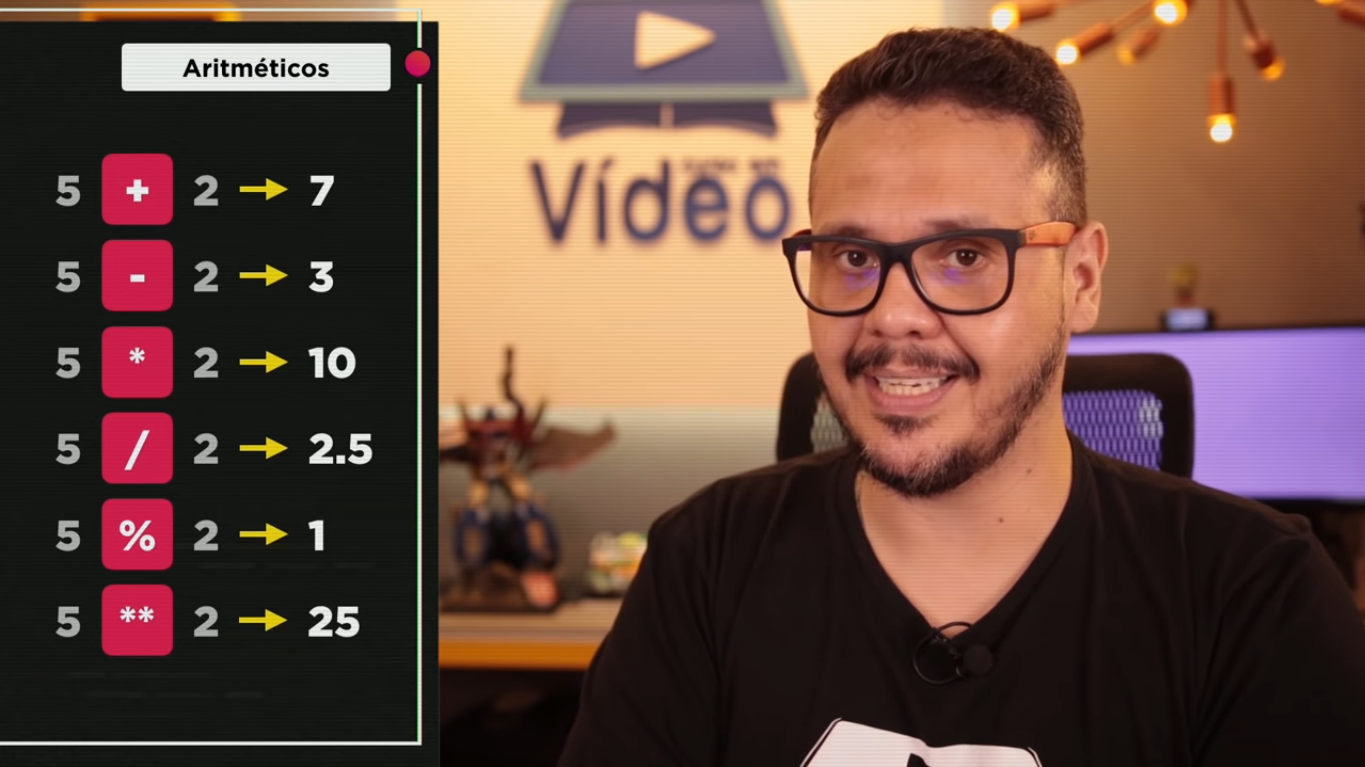 Aritméticos
5 + 2 → 7
5 - 2 → 3
5 * 2 → 10
5 / 2 → 2.5
5 % 2 → 1
5 ** 2 → 25
Vídeo